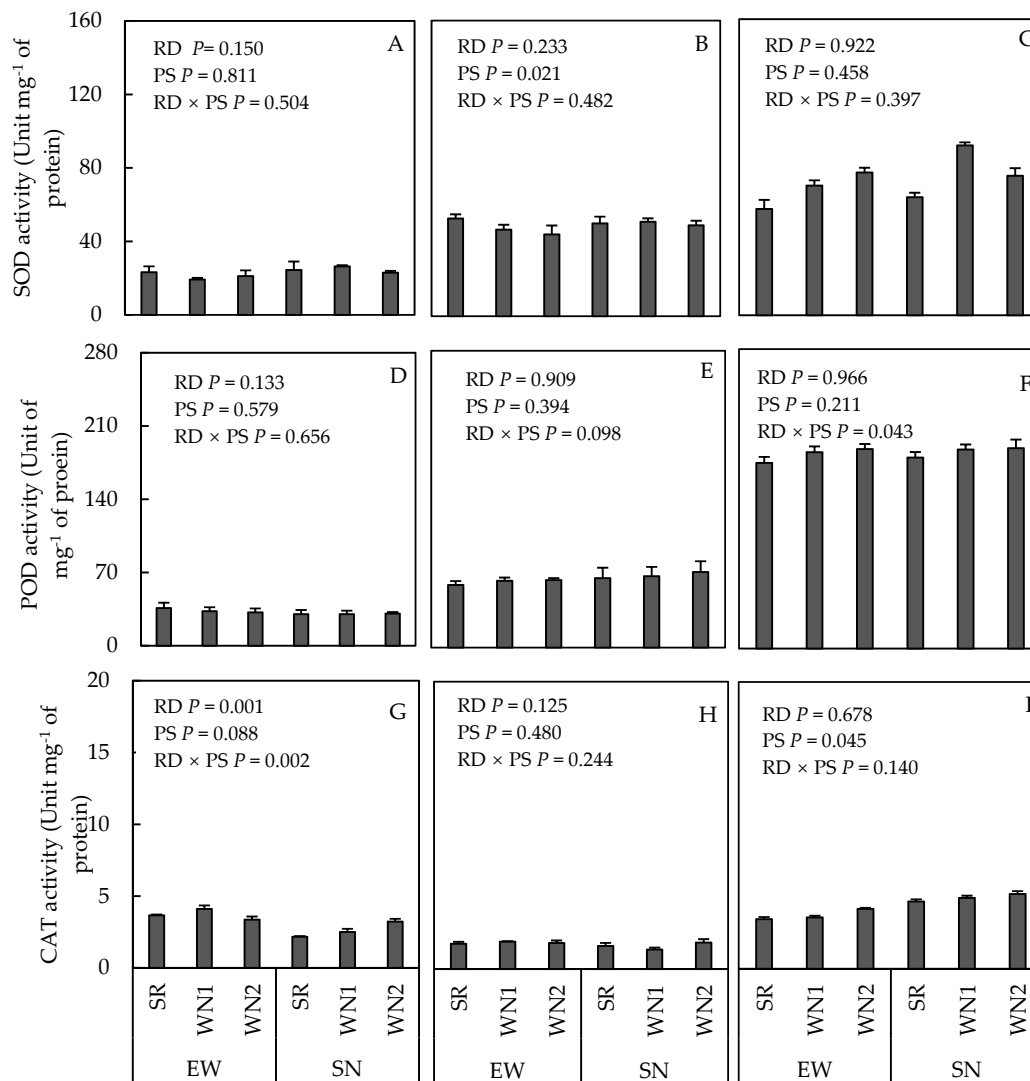 SOD activity (Unit mg⁻¹ of
protein)
160
120
80
40
0
RD P= 0.150
PS P = 0.811
RD × PS P = 0.504
A
RD P = 0.233
PS P = 0.021
RD × PS P = 0.482
B
RD P = 0.922
PS P = 0.458
RD × PS P = 0.397
POD activity (Unit of
mg⁻¹ of proein)
280
210
140
70
0
RD P = 0.133
PS P = 0.579
RD × PS P = 0.656
D
RD P = 0.909
PS P = 0.394
RD × PS P = 0.098
E
RD P = 0.966
PS P = 0.211
RD × PS P = 0.043
F
CAT activity (Unit mg⁻¹ of
protein)
20
15
10
5
0
RD P = 0.001
PS P = 0.088
RD × PS P = 0.002
G
RD P = 0.125
PS P = 0.480
RD × PS P = 0.244
H
RD P = 0.678
PS P = 0.045
RD × PS P = 0.140
SR WN1 WN2 SR WN1 WN2 SR WN1 WN2 SR WN1 WN2 SR WN1 WN2 SR WN1 WN2
EW SN EW SN EW SN